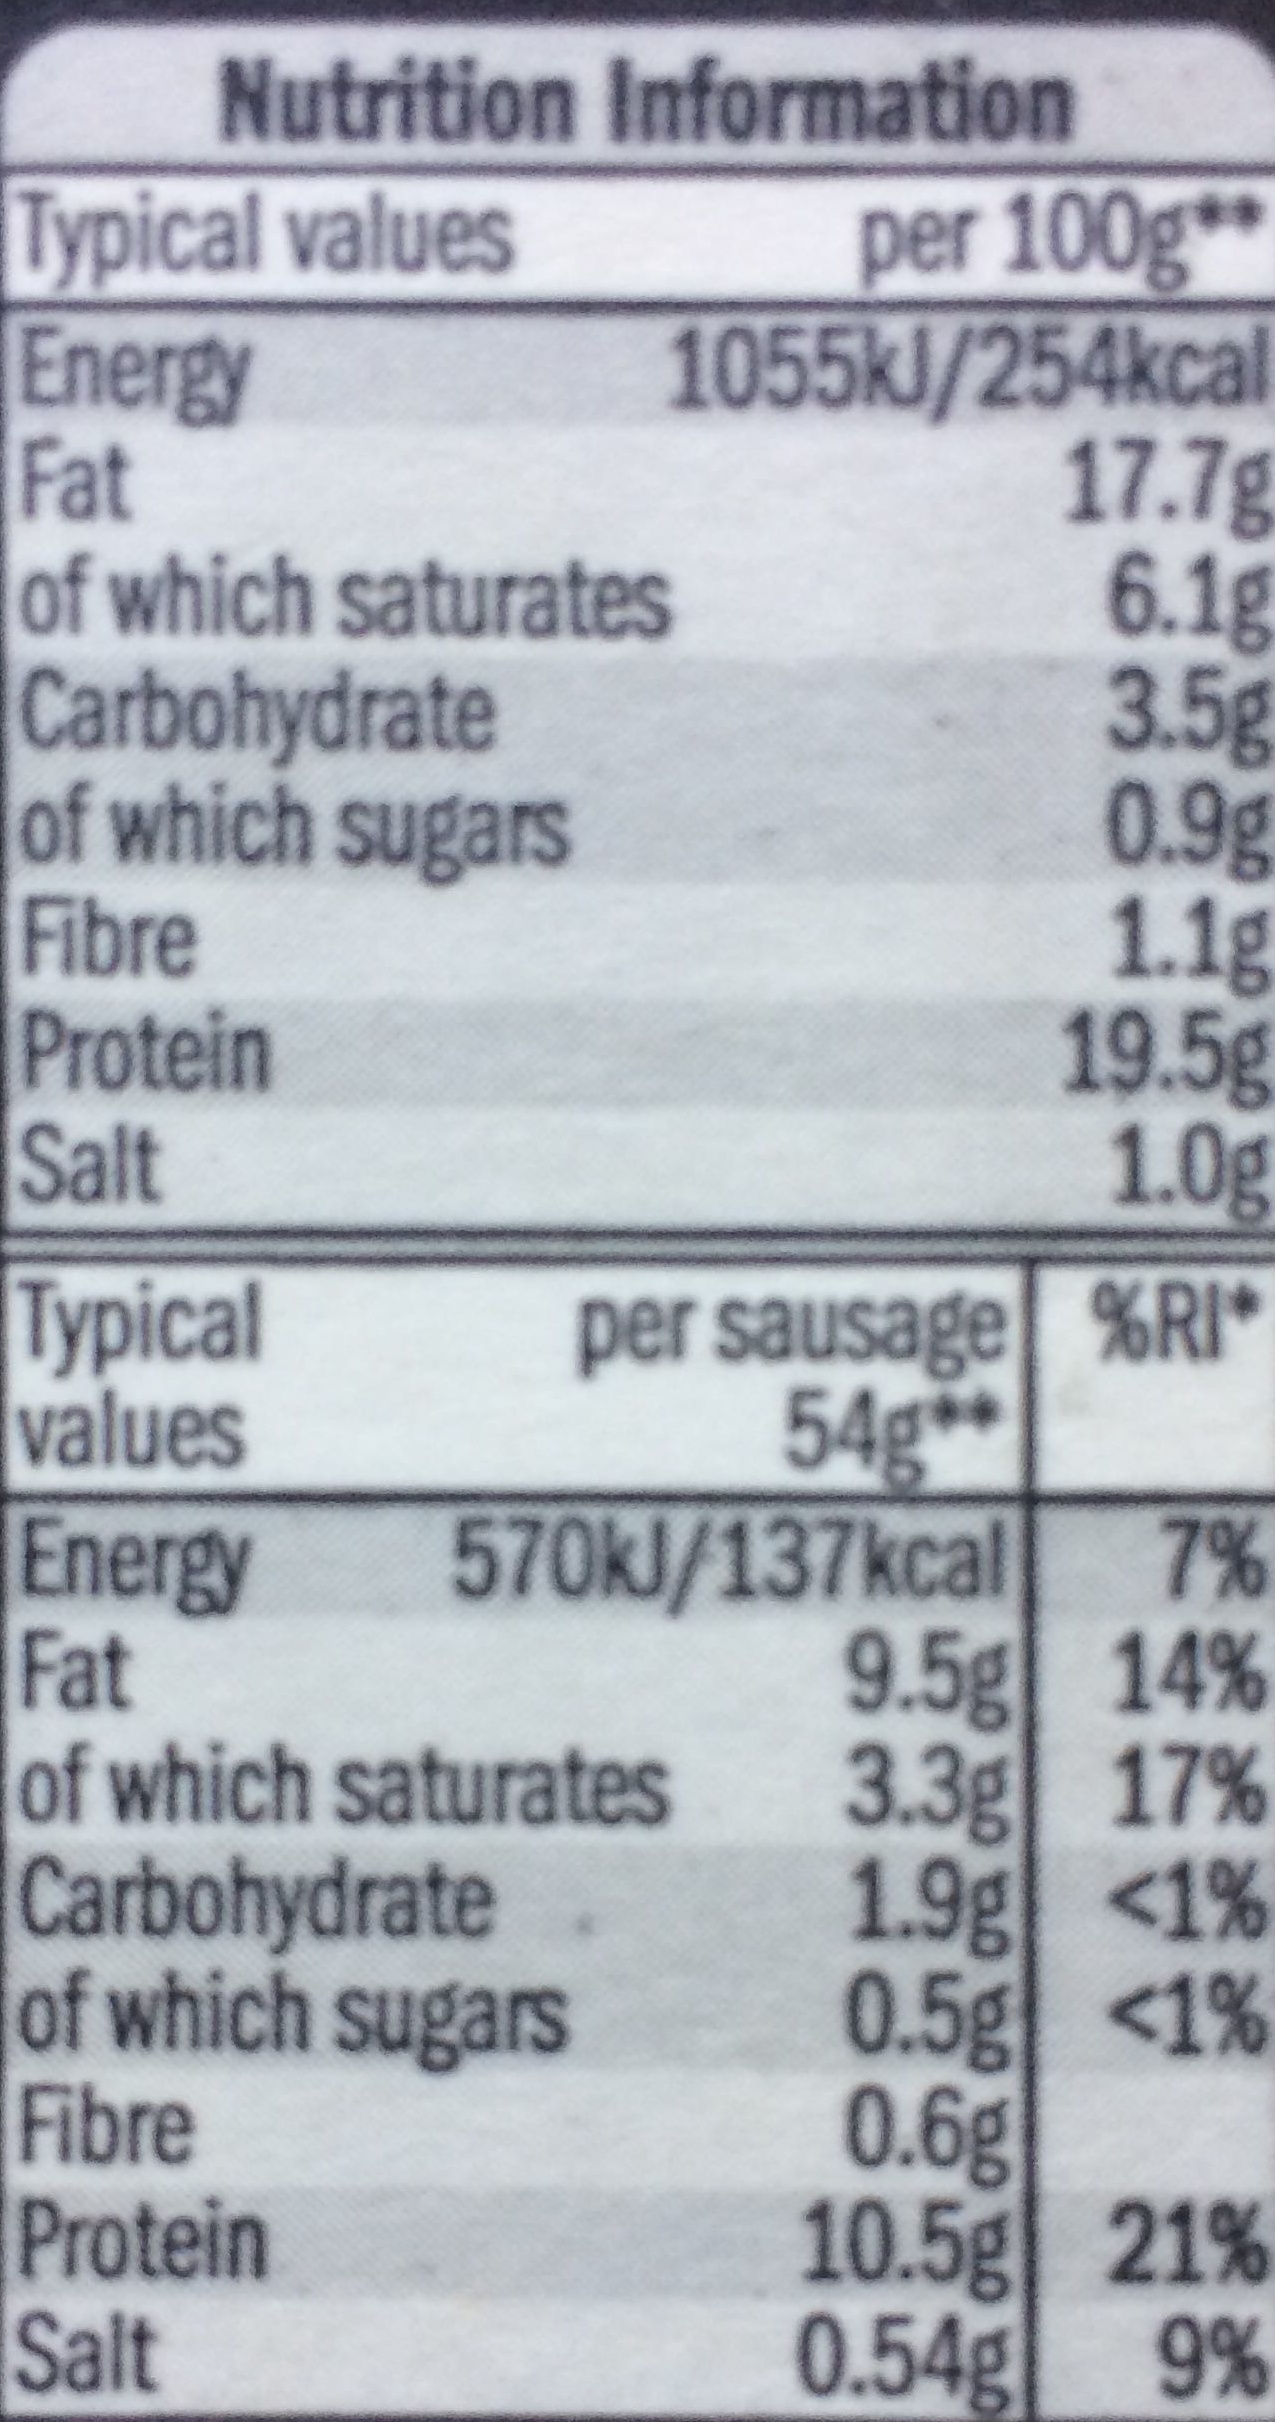 Nutrition Information
Typical values per 100g**
Energy 1055kJ/254kcal
Fat 17.7g
of which saturates 6.1g
Carbohydrate 3.5g
of which sugars 0.9g
Fibre 1.1g
Protein 19.5g
Salt 1.0g
Typical per sausage %RI*
values 54g**
Energy 570kJ/137kcal 7%
Fat 9.5g 14%
of which saturates 3.3g 17%
Carbohydrate 1.9g <1%
of which sugars 0.5g <1%
Fibre 0.6g
Protein 10.5g 21%
Salt 0.54g 9%